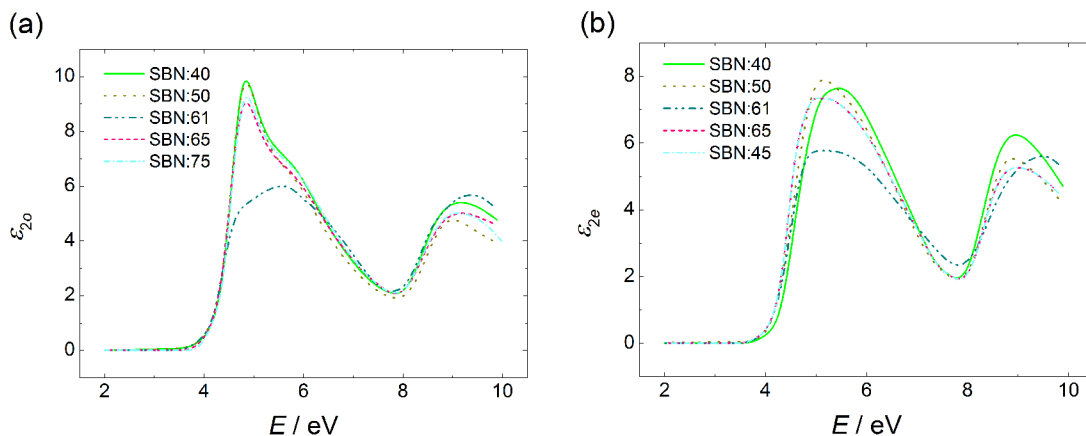 (a)
10
8
6
4
2
0
ε2o
SBN:40
SBN:50
SBN:61
SBN:65
SBN:75
2 4 6 8 10
E / eV
(b)
8
6
4
2
0
ε2e
SBN:40
SBN:50
SBN:61
SBN:65
SBN:45
2 4 6 8 10
E / eV